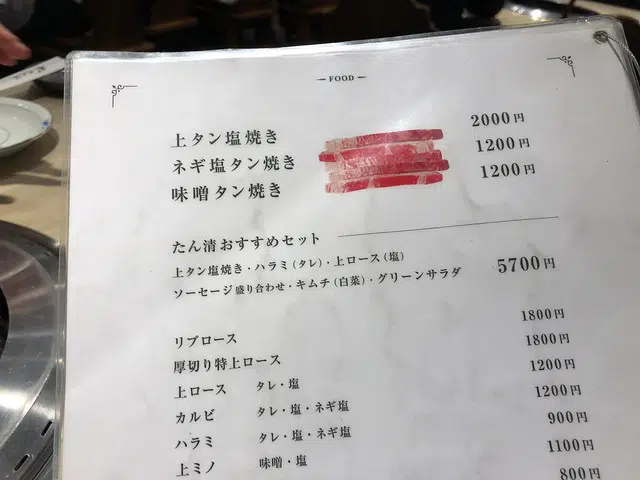 FOOD
上タン塩焼き 2000円
ネギ塩タン焼き 1200円
味噌タン焼き 1200円
たん清おすすめセット
上タン塩焼き・ハラミ(タレ)・上ロース(塩)
ソーセージ盛り合わせ・キムチ(白菜)・グリーンサラダ 5700円
リブロース 1800円
厚切り特上ロース 1800円
上ロース タレ・塩 1200円
カルビ タレ・塩・ネギ塩 1200円
ハラミ タレ・塩・ネギ塩 900円
上ミノ 味噌・塩 1100円
800円